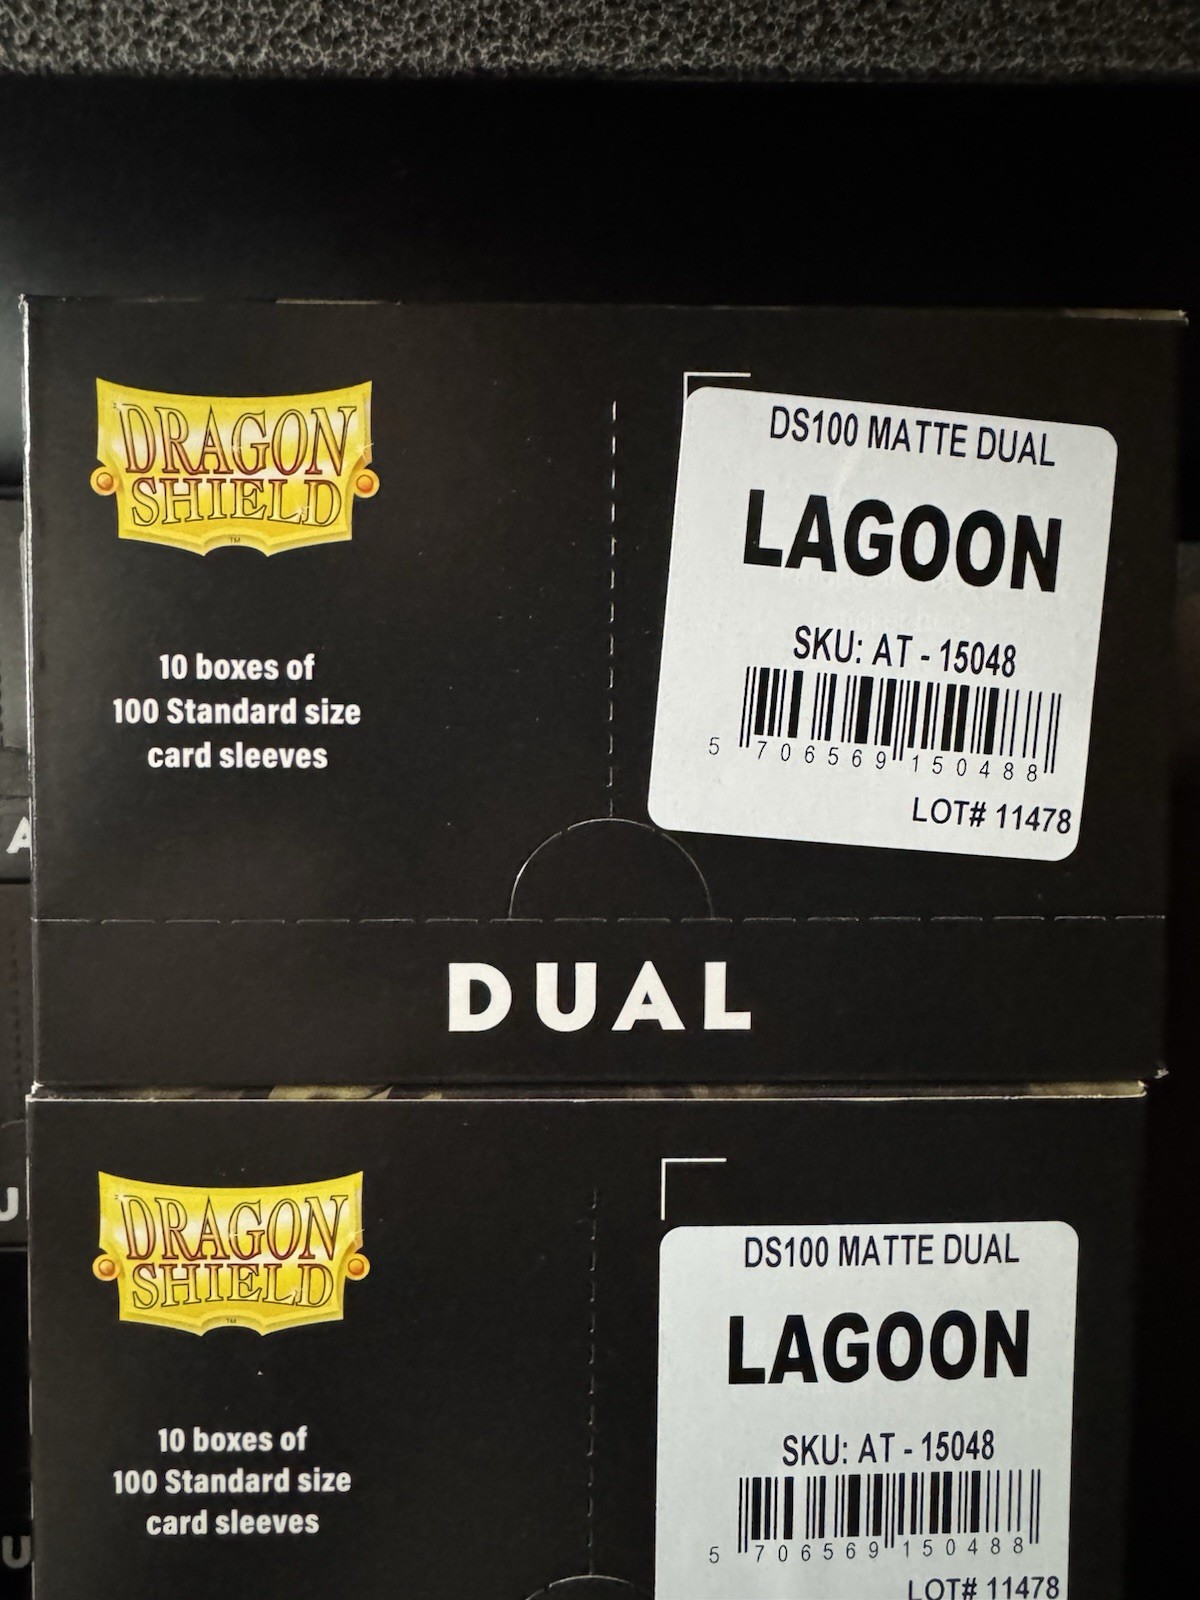 DRAGON
SHIELD
TM
10 boxes of
100 Standard size
card sleeves
DS100 MATTE DUAL
LAGOON
SKU: AT - 15048
5 706569 150488
LOT# 11478
DUAL
DRAGON
SHIELD
TM
10 boxes of
100 Standard size
card sleeves
DS100 MATTE DUAL
LAGOON
SKU: AT - 15048
5 706569 150488
LOT# 11478
A
U
U